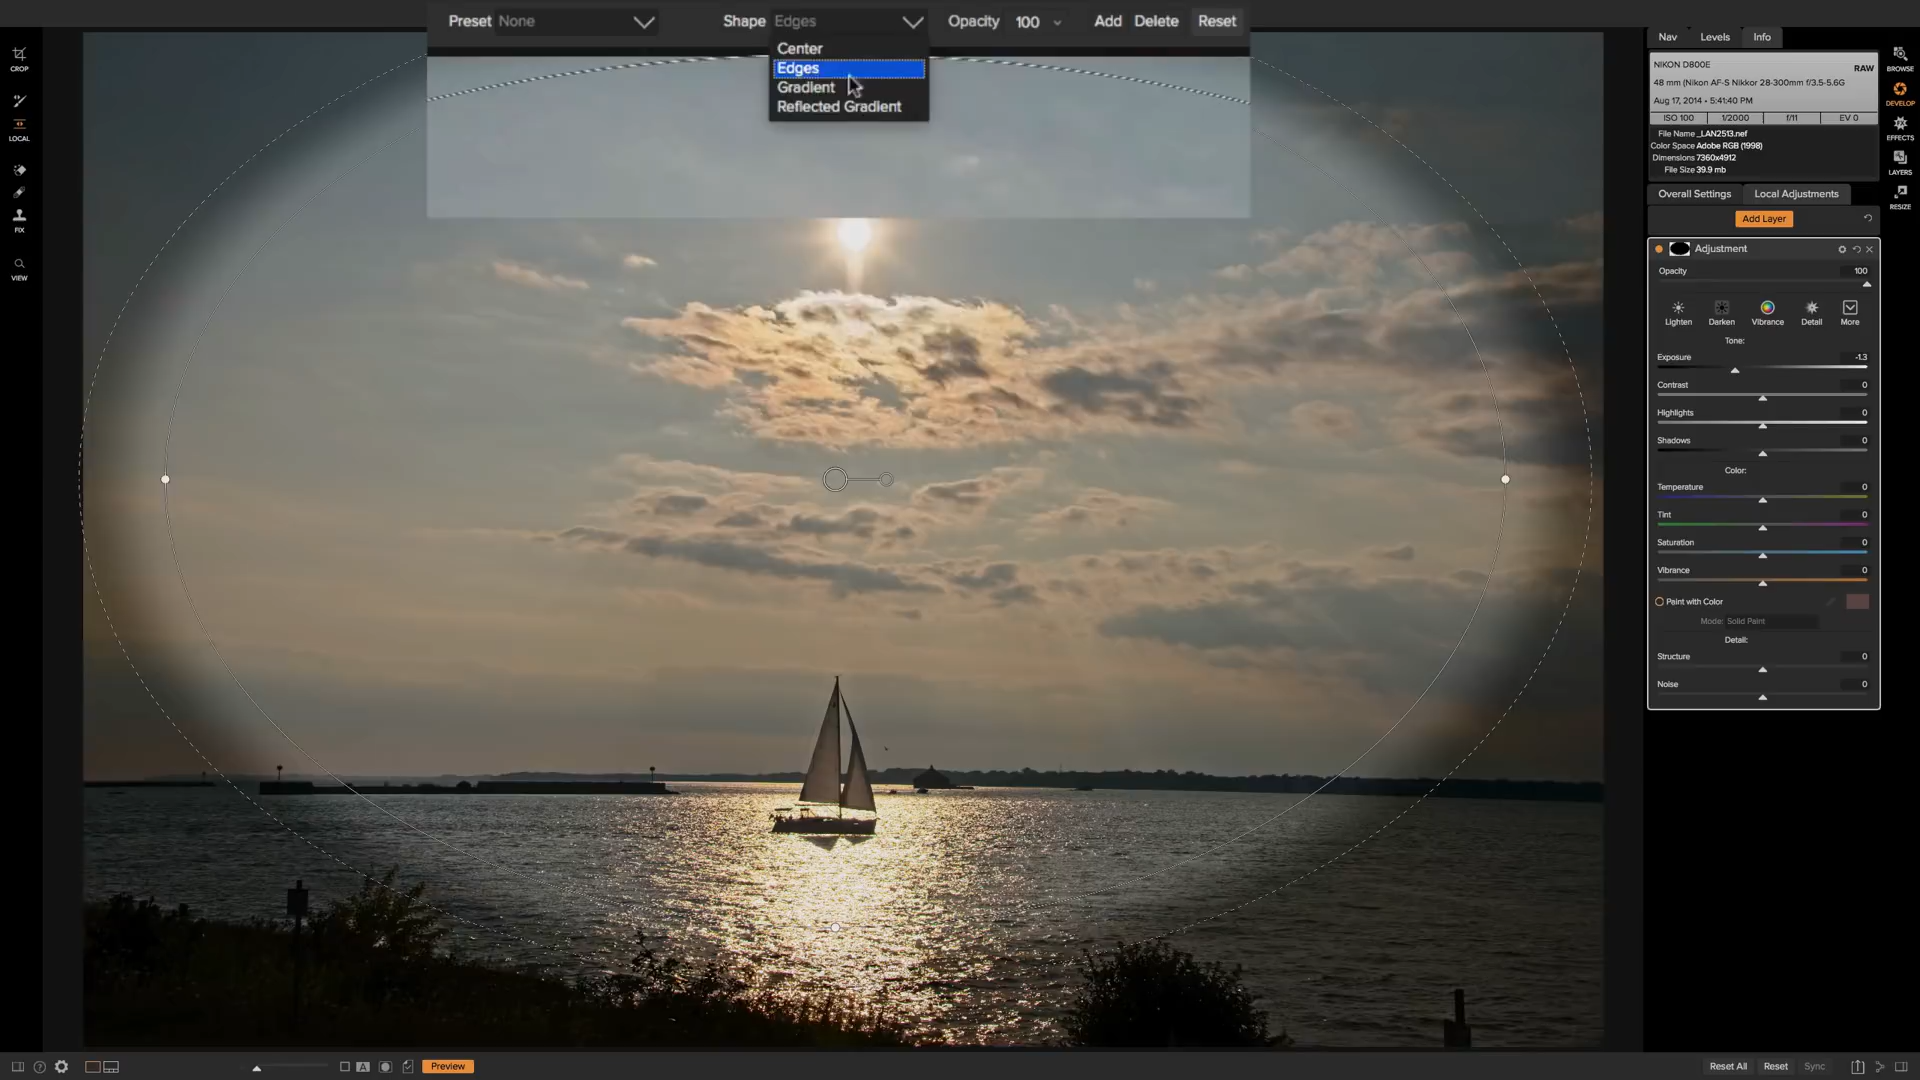 Preset None Shape Edges Opacity 100 Add Delete Reset
Center
Edges
Gradient
Reflected Gradient
CROP
LOCAL
FIX
VIEW
Nav Levels Info
NIKON D800E RAW
48 mm (Nikon AF-S Nikkor 28-300mm f/3.5-5.6G
Aug 17, 2014 • 5:41:40 PM
ISO 100 1/2000 f/11 EV 0
File Name _LAN2513.nef
Color Space Adobe RGB (1998)
Dimensions 7360x4912
File Size 39.9 mb
Overall Settings Local Adjustments
Add Layer
Adjustment
Opacity 100
Lighten Darken Vibrance Detail More
Tone:
Exposure -1.3
Contrast 0
Highlights 0
Shadows 0
Color:
Temperature 0
Tint 0
Saturation 0
Vibrance 0
Paint with Color
Mode: Solid Paint
Detail:
Structure 0
Noise 0
BROWSE
DEVELOP
EFFECTS
LAYERS
RESIZE
A Preview
Reset All Reset Sync